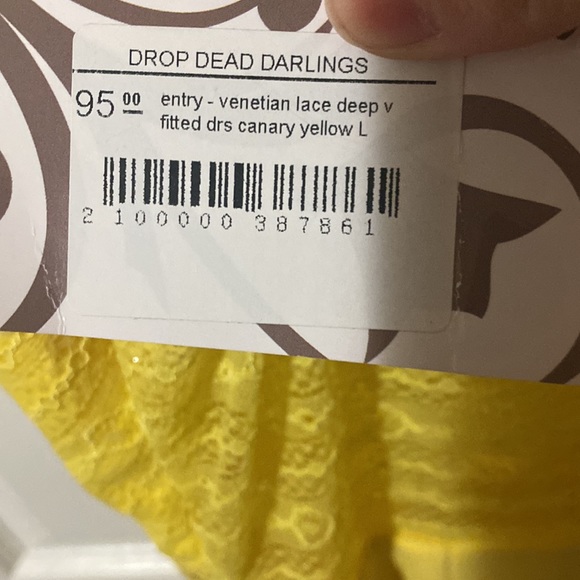 DROP DEAD DARLINGS
95 00 entry - venetian lace deep v
fitted drs canary yellow L
2 100000 387861